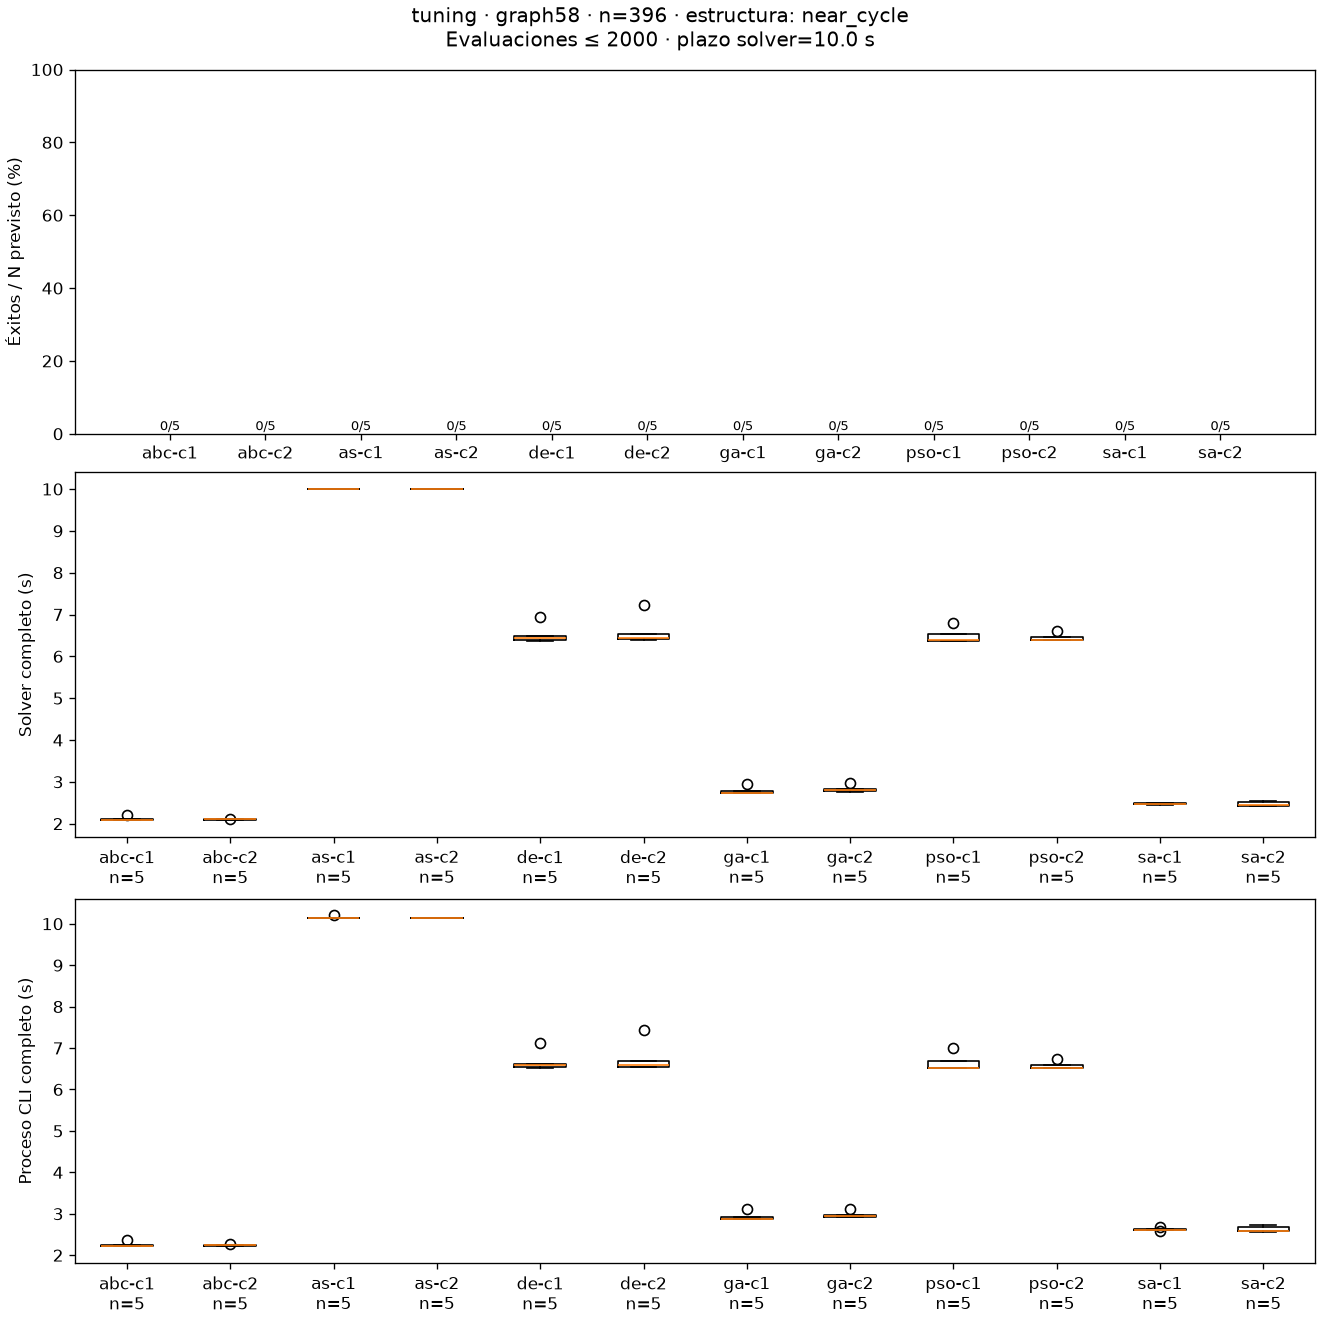 tuning · graph58 · n=396 · estructura: near_cycle
Evaluaciones ≤ 2000 · plazo solver=10.0 s
Éxitos / N previsto (%)
100
80
60
40
20
0
0/5 0/5 0/5 0/5 0/5 0/5 0/5 0/5 0/5 0/5 0/5 0/5
abc-c1 abc-c2 as-c1 as-c2 de-c1 de-c2 ga-c1 ga-c2 pso-c1 pso-c2 sa-c1 sa-c2
Solver completo (s)
10
9
8
7
6
5
4
3
2
abc-c1 abc-c2 as-c1 as-c2 de-c1 de-c2 ga-c1 ga-c2 pso-c1 pso-c2 sa-c1 sa-c2
n=5 n=5 n=5 n=5 n=5 n=5 n=5 n=5 n=5 n=5 n=5 n=5
Proceso CLI completo (s)
10
9
8
7
6
5
4
3
2
abc-c1 abc-c2 as-c1 as-c2 de-c1 de-c2 ga-c1 ga-c2 pso-c1 pso-c2 sa-c1 sa-c2
n=5 n=5 n=5 n=5 n=5 n=5 n=5 n=5 n=5 n=5 n=5 n=5